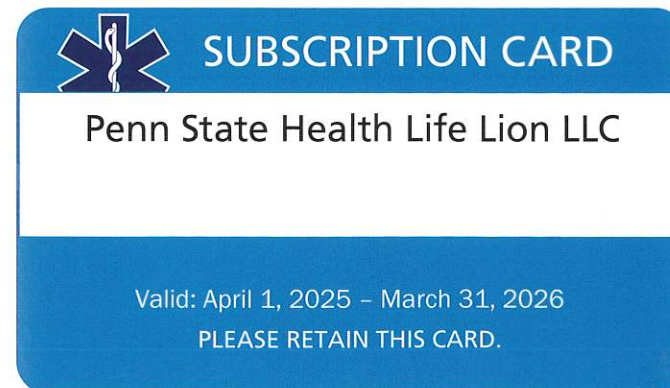 SUBSCRIPTION CARD
Penn State Health Life Lion LLC
Valid: April 1, 2025 – March 31, 2026
PLEASE RETAIN THIS CARD.